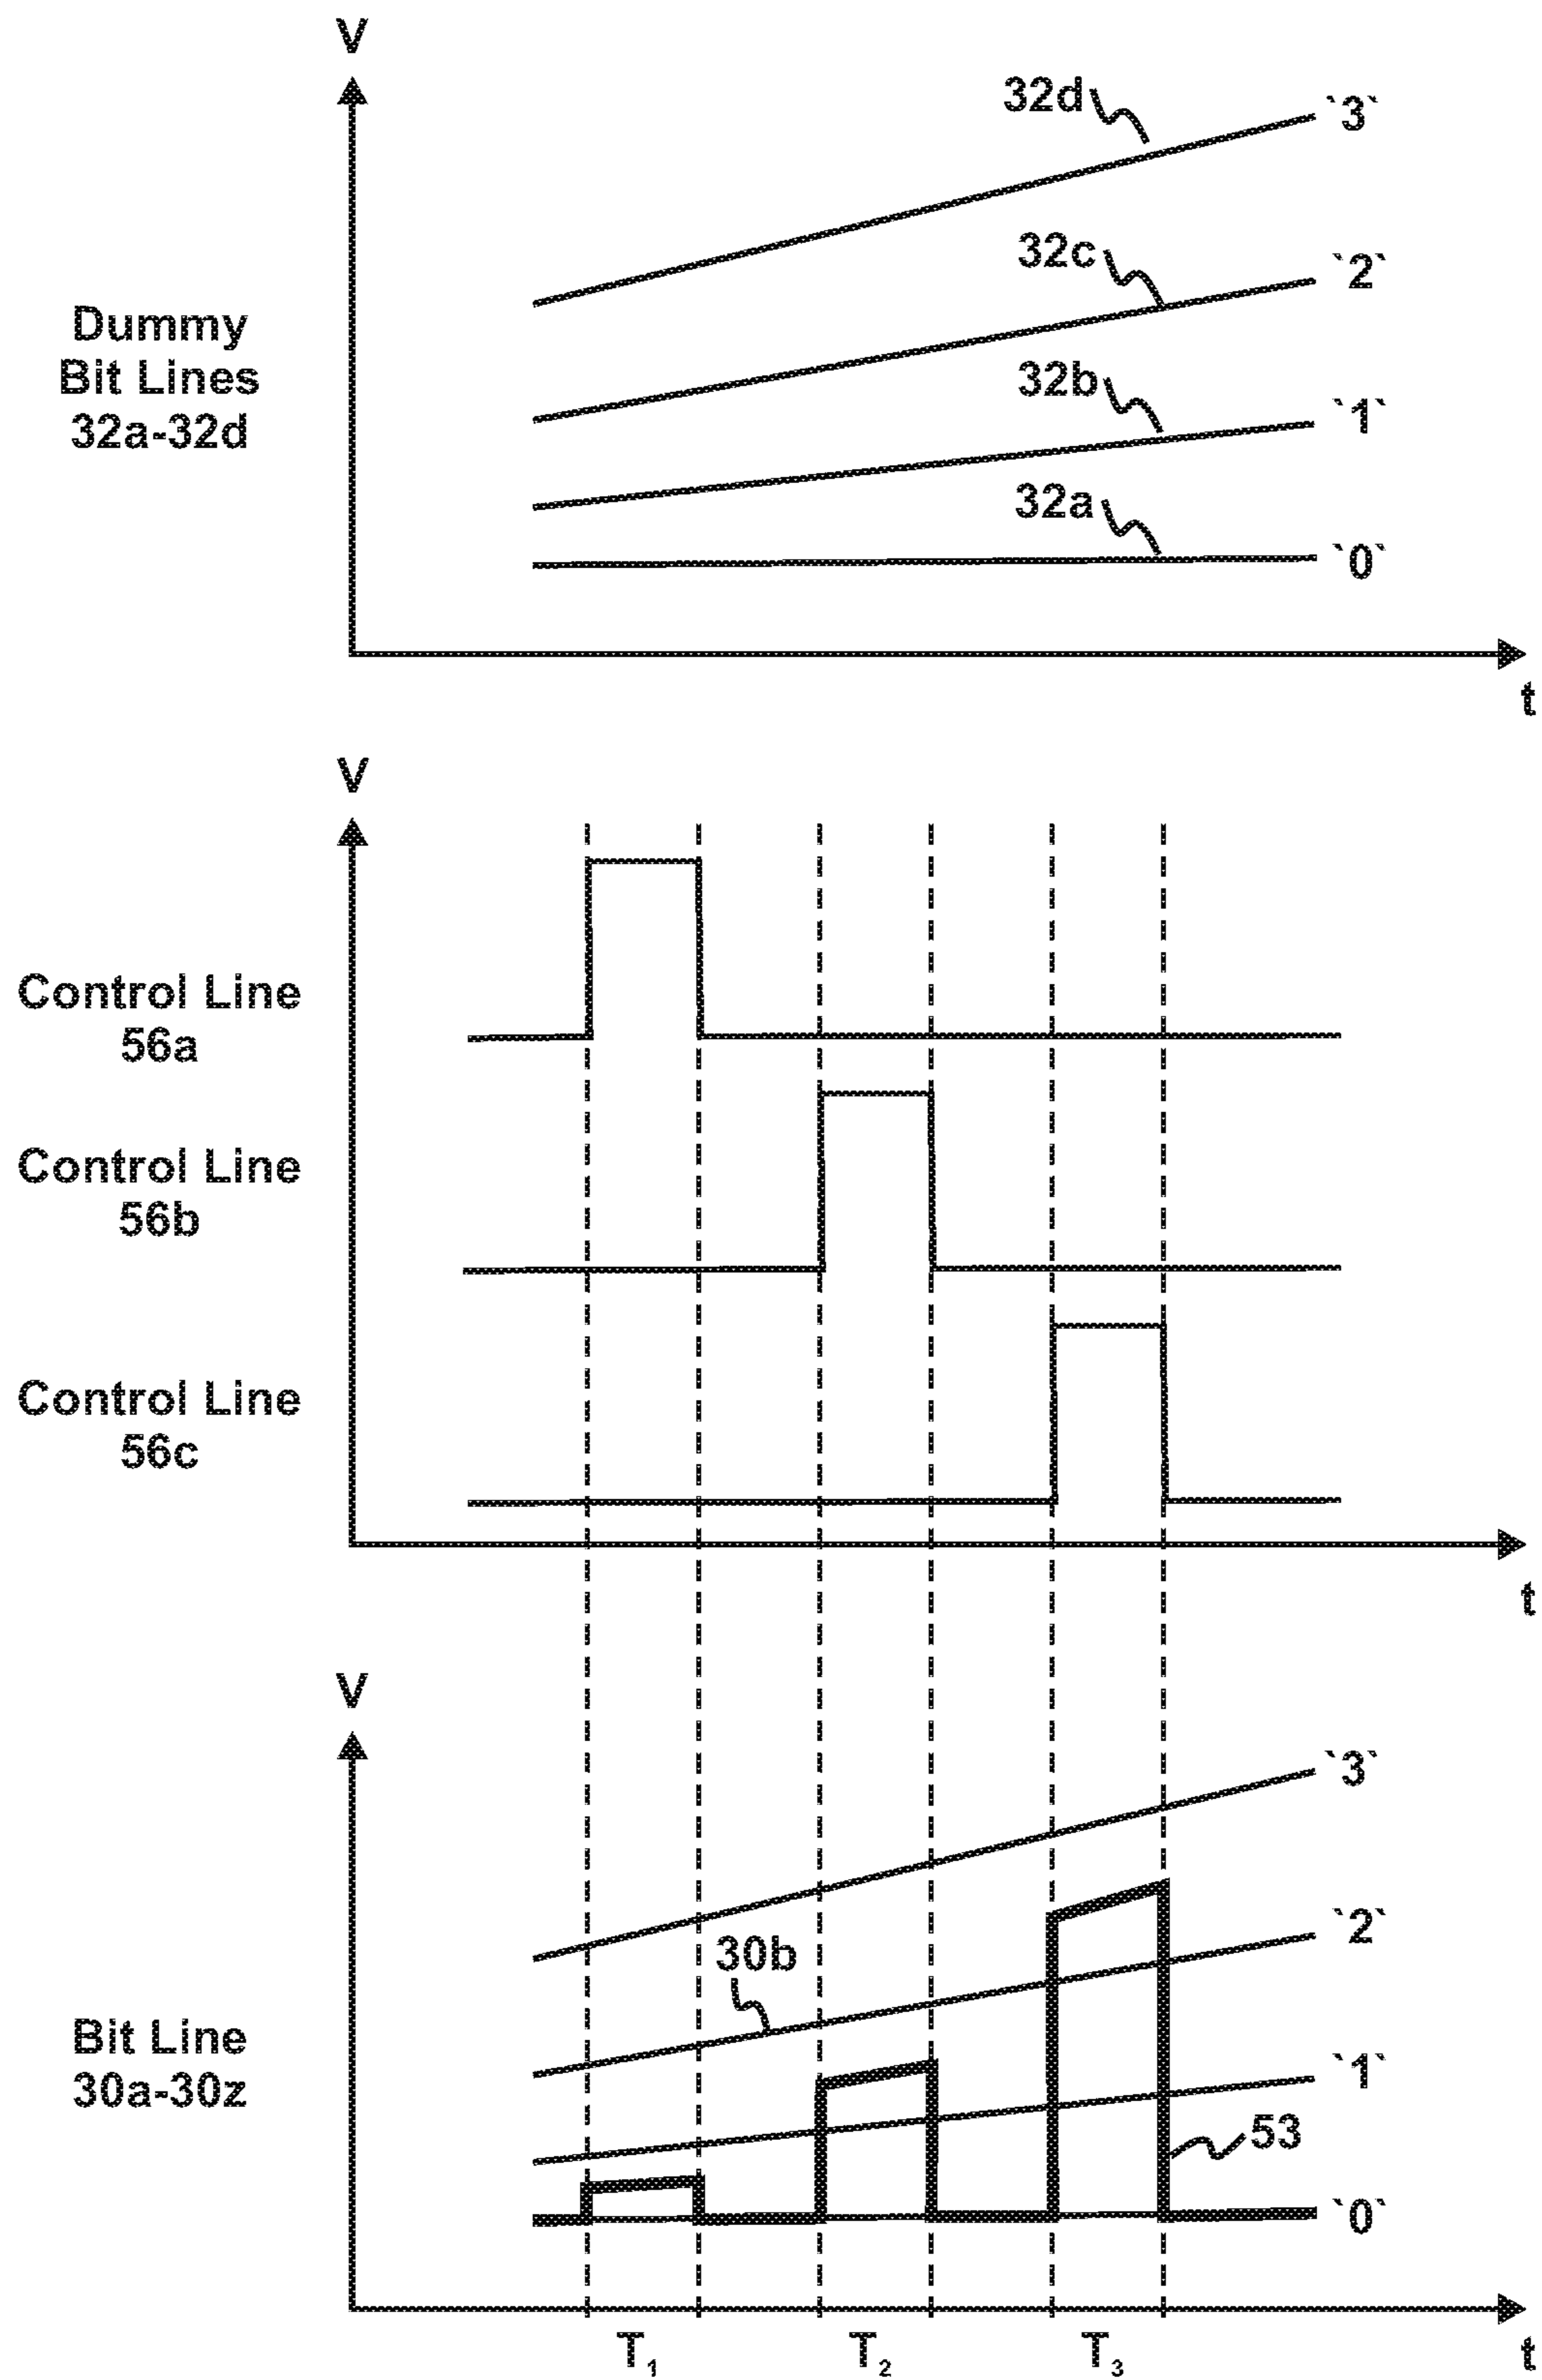 V
32d
`3`
32c
`2`
Dummy
Bit Lines
32a-32d
32b
`1`
32a
`0`
t
V
Control Line
56a
Control Line
56b
Control Line
56c
t
V
`3`
30b
`2`
Bit Line
30a-30z
`1`
53
`0`
T₁
T₂
T₃
t